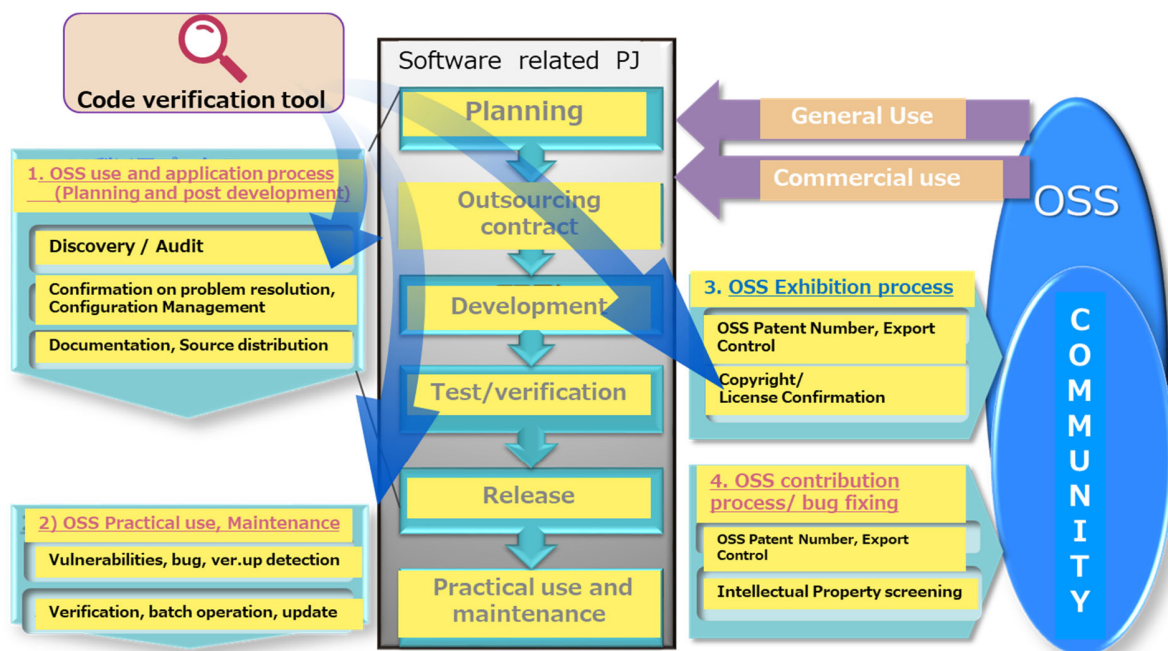 Code verification tool
Software related PJ
Planning
Outsourcing
contract
Development
Test/verification
Release
Practical use and
maintenance
1. OSS use and application process
(Planning and post development)
Discovery / Audit
Confirmation on problem resolution,
Configuration Management
Documentation, Source distribution
2) OSS Practical use, Maintenance
Vulnerabilities, bug, ver.up detection
Verification, batch operation, update
General Use
Commercial use
OSS
COMMUNITY
3. OSS Exhibition process
OSS Patent Number, Export
Control
Copyright/
License Confirmation
4. OSS contribution
process/ bug fixing
OSS Patent Number, Export
Control
Intellectual Property screening